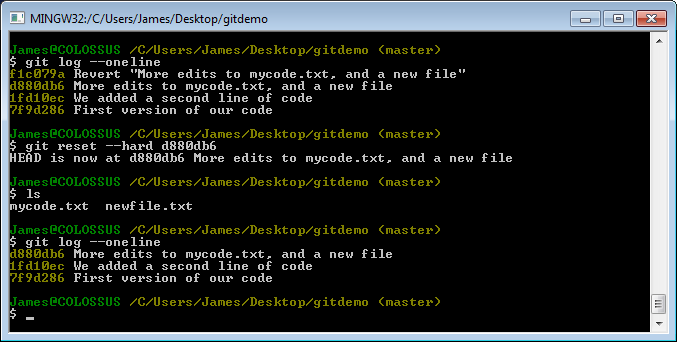 MINGW32:/C/Users/James/Desktop/gitdemo
James@COLOSSUS /C/Users/James/Desktop/gitdemo (master)
$ git log --oneline
f1c079a Revert "More edits to mycode.txt, and a new file"
d880db6 More edits to mycode.txt, and a new file
1fd10ec We added a second line of code
7f9d286 First version of our code
James@COLOSSUS /C/Users/James/Desktop/gitdemo (master)
$ git reset --hard d880db6
HEAD is now at d880db6 More edits to mycode.txt, and a new file
James@COLOSSUS /C/Users/James/Desktop/gitdemo (master)
$ ls
mycode.txt  newfile.txt
James@COLOSSUS /C/Users/James/Desktop/gitdemo (master)
$ git log --oneline
d880db6 More edits to mycode.txt, and a new file
1fd10ec We added a second line of code
7f9d286 First version of our code
James@COLOSSUS /C/Users/James/Desktop/gitdemo (master)
$ _